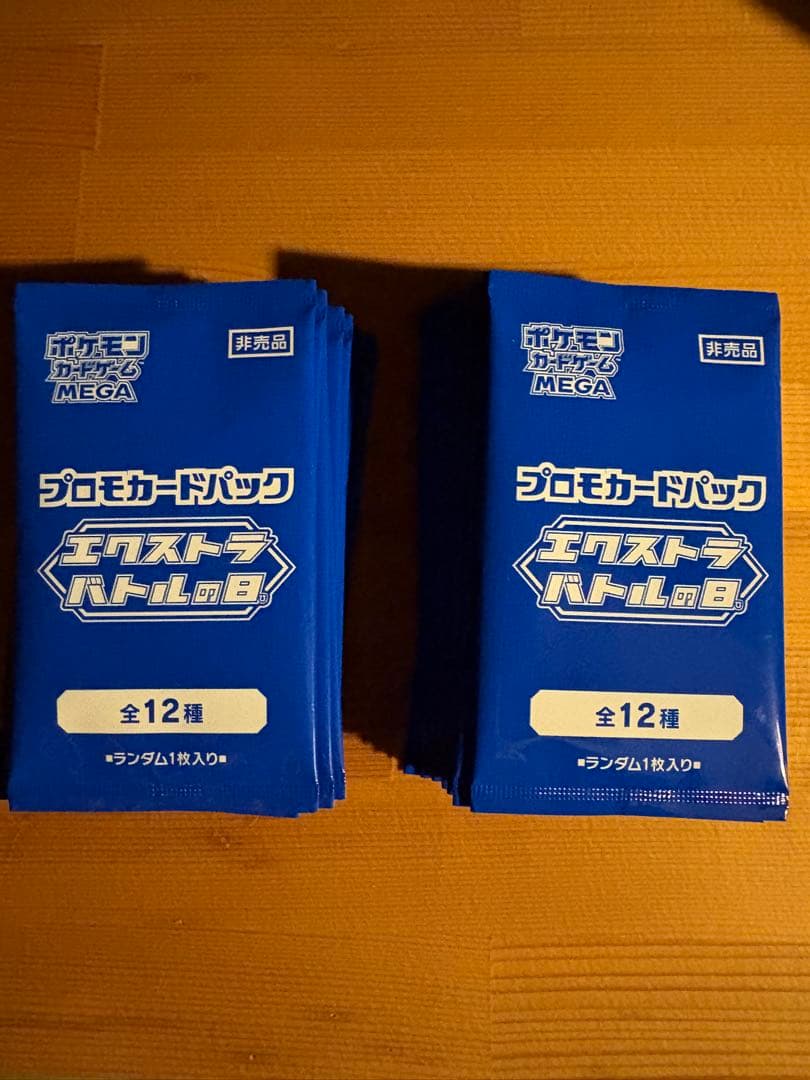 ポケモン
カードゲーム
MEGA
非売品
プロモカードパック
エクストラ
バトルの日
全12種
■ランダム1枚入り■
ポケモン
カードゲーム
MEGA
非売品
プロモカードパック
エクストラ
バトルの日
全12種
■ランダム1枚入り■